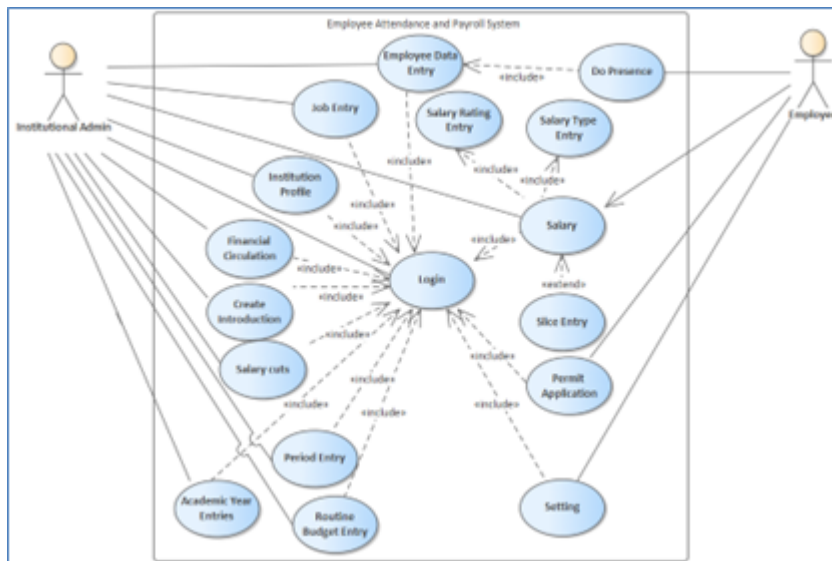 Employee Attendance and Payroll System
Employee Data
Entry
«include»
Do Presence
Institutional Admin
Employe
Job Entry
Salary Rating
Entry
Salary Type
Entry
«include»
«include»
«include»
Institution
Profile
«include»
«include»
Salary
Financial
Circulation
«include»
«include»
Login
«extend»
Create
Introduction
«include»
Slice Entry
Salary cuts
«include»
«include»
Permit
Application
«include»
«include»
«include»
«include»
Period Entry
Academic Year
Entries
Routine
Budget Entry
Setting